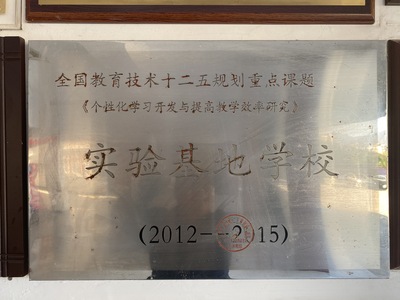 全国教育技术十二五规划重点课题
《个性化学习开发与提高教学效率研究》
实验基地学校
(2012--2015)